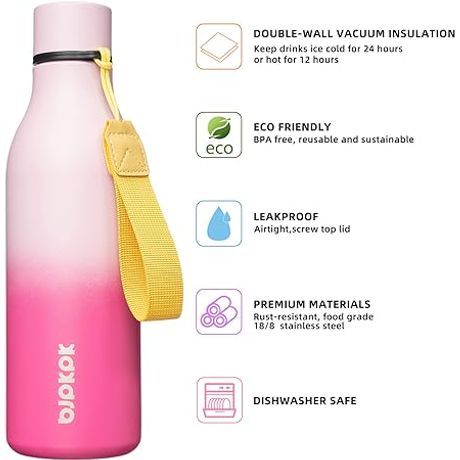 DOUBLE-WALL VACUUM INSULATION
Keep drinks ice cold for 24 hours
or hot for 12 hours
eco
ECO FRIENDLY
BPA free, reusable and sustainable
LEAKPROOF
Airtight,screw top lid
PREMIUM MATERIALS
Rust-resistant, food grade
18/8 stainless steel
DISHWASHER SAFE
BJPKPK